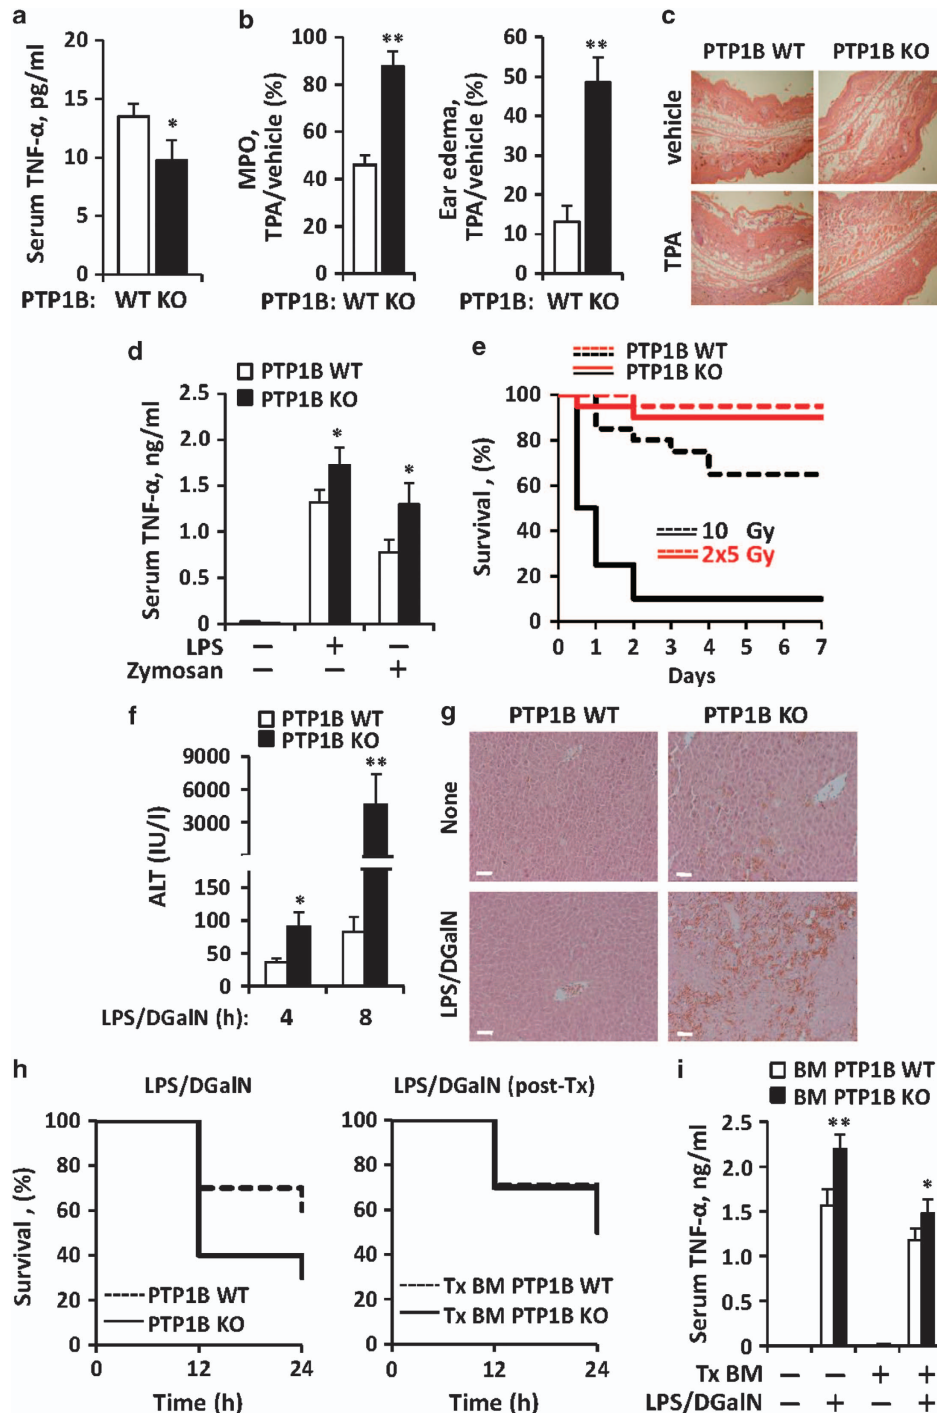 a
Serum TNF-α, pg/ml
20
15
10
5
0
*
PTP1B: WT KO
b
MPO,
TPA/vehicle (%)
100
80
60
40
20
0
**
PTP1B: WT KO
Ear edema,
TPA/vehicle (%)
60
50
40
30
20
10
0
**
PTP1B: WT KO
c
PTP1B WT
PTP1B KO
vehicle
TPA
d
PTP1B WT
PTP1B KO
Serum TNF-α, ng/ml
2.5
2.0
1.5
1.0
0.5
0
*
*
LPS – + –
Zymosan – – +
e
PTP1B WT
PTP1B KO
Survival , (%)
100
80
60
40
20
0
10 Gy
2x5 Gy
0 1 2 3 4 5 6 7
Days
f
PTP1B WT
PTP1B KO
ALT (IU/l)
9000
6000
3000
150
100
50
0
*
**
LPS/DGalN (h): 4 8
g
PTP1B WT
PTP1B KO
None
LPS/DGalN
h
LPS/DGalN
Survival , (%)
100
80
60
40
20
0
PTP1B WT
PTP1B KO
0 12 24
Time (h)
LPS/DGalN (post-Tx)
100
80
60
40
20
0
Tx BM PTP1B WT
Tx BM PTP1B KO
0 12 24
Time (h)
i
BM PTP1B WT
BM PTP1B KO
Serum TNF-α, ng/ml
2.5
2.0
1.5
1.0
0.5
0
**
*
Tx BM – – + +
LPS/DGalN – + – +